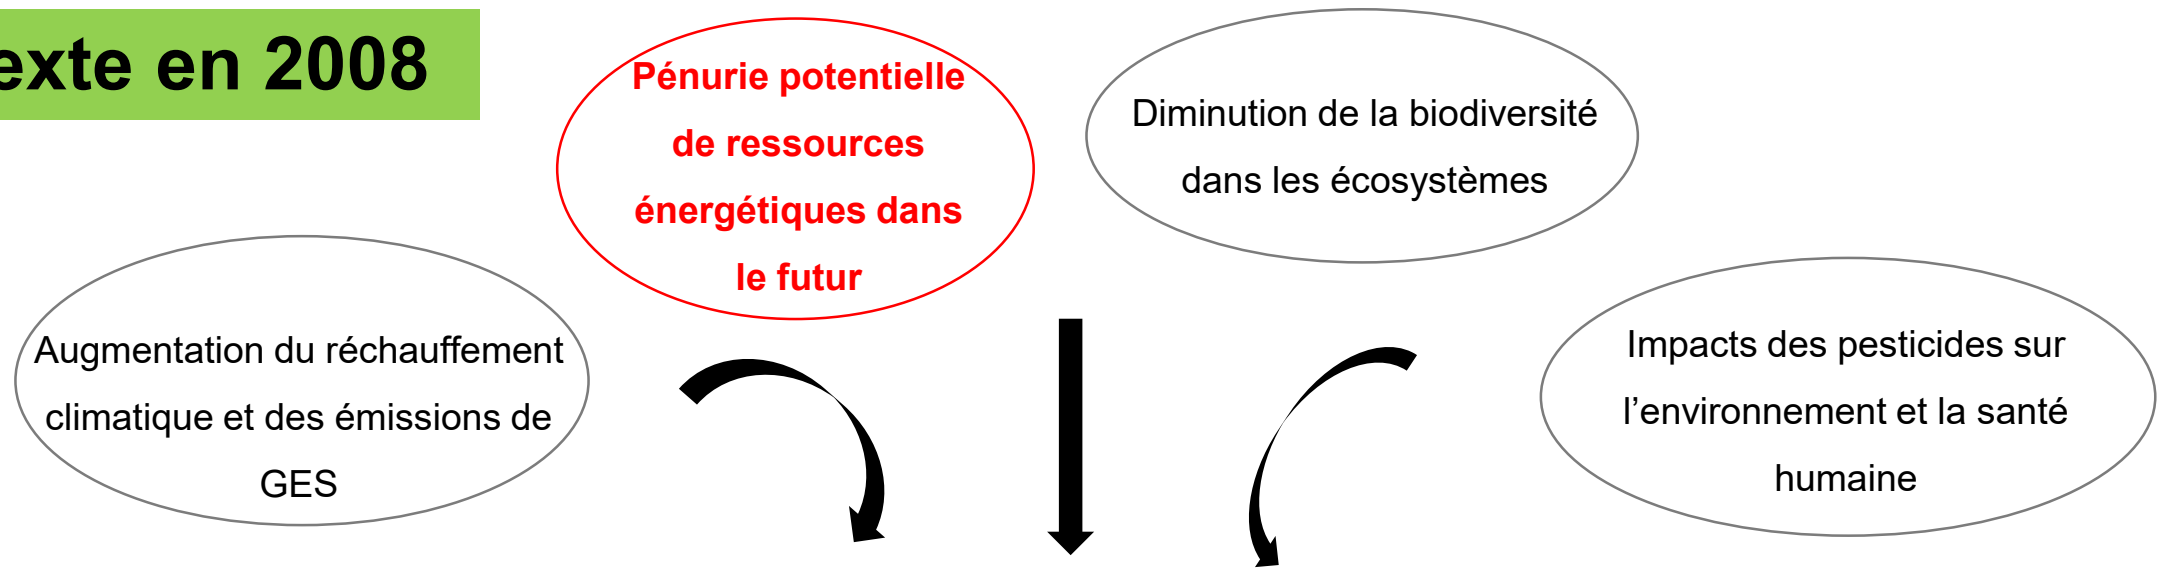 exte en 2008
Pénurie potentielle
de ressources
énergétiques dans
le futur
Diminution de la biodiversité
dans les écosystèmes
Augmentation du réchauffement
climatique et des émissions de
GES
Impacts des pesticides sur
l’environnement et la santé
humaine